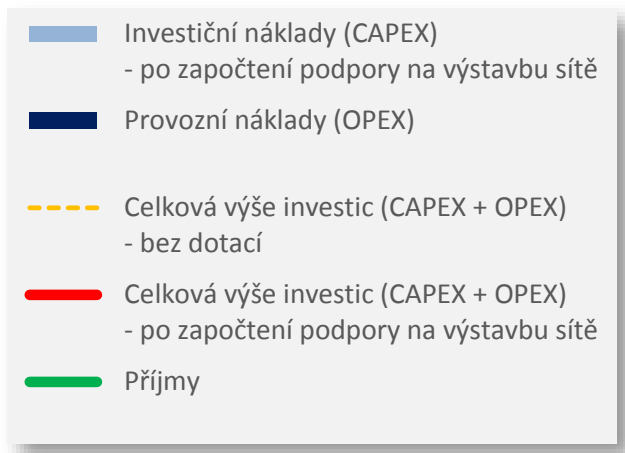 Investiční náklady (CAPEX)
- po započtení podpory na výstavbu sítě
Provozní náklady (OPEX)
Celková výše investic (CAPEX + OPEX)
- bez dotací
Celková výše investic (CAPEX + OPEX)
- po započtení podpory na výstavbu sítě
Příjmy